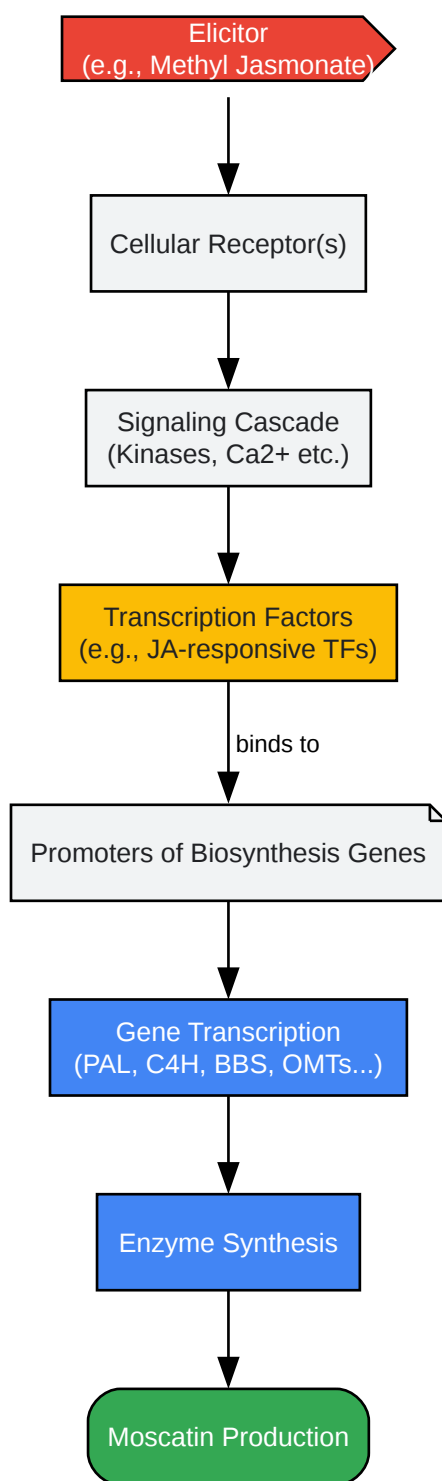 Elicitor
(e.g., Methyl Jasmonate)
Cellular Receptor(s)
Signaling Cascade
(Kinases, Ca2+ etc.)
Transcription Factors
(e.g., JA-responsive TFs)
binds to
Promoters of Biosynthesis Genes
Gene Transcription
(PAL, C4H, BBS, OMTs...)
Enzyme Synthesis
Moscatin Production